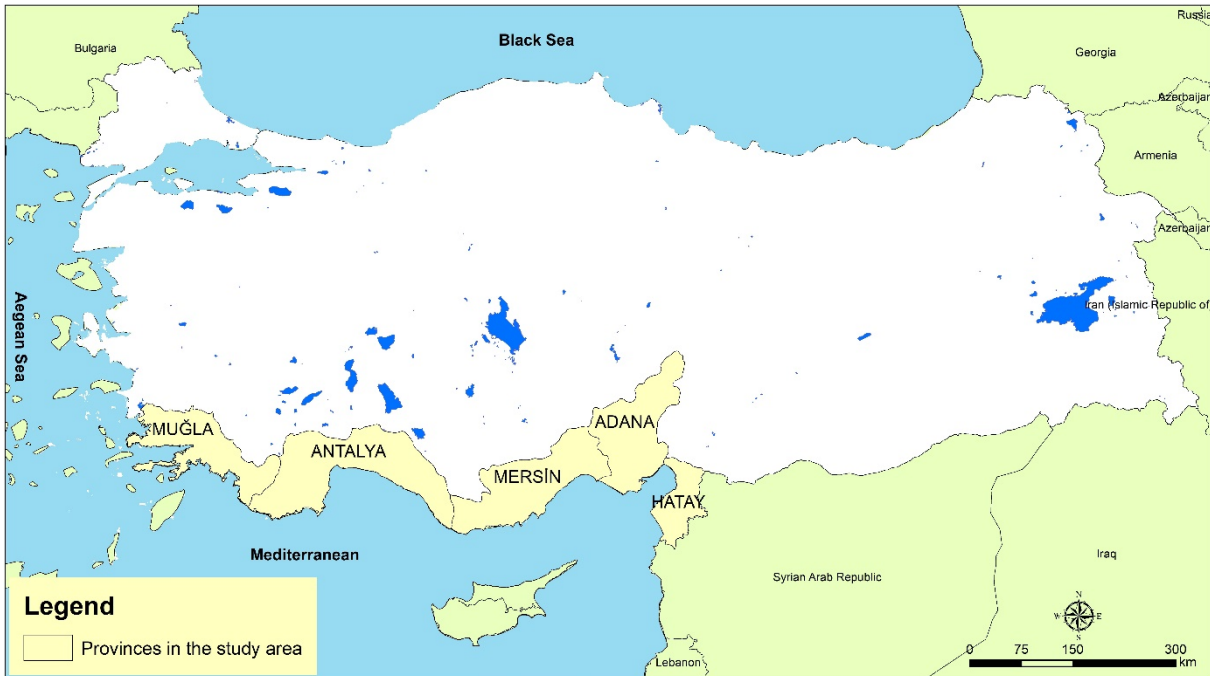 Russia
Bulgaria
Black Sea
Georgia
Azerbaijan
Armenia
Azerbaijan
Aegean Sea
Iran (Islamic Republic of)
MUĞLA
ANTALYA
MERSİN
ADANA
HATAY
Mediterranean
Syrian Arab Republic
Iraq
Lebanon
Legend
Provinces in the study area
N
W E
S
0 75 150 300
km